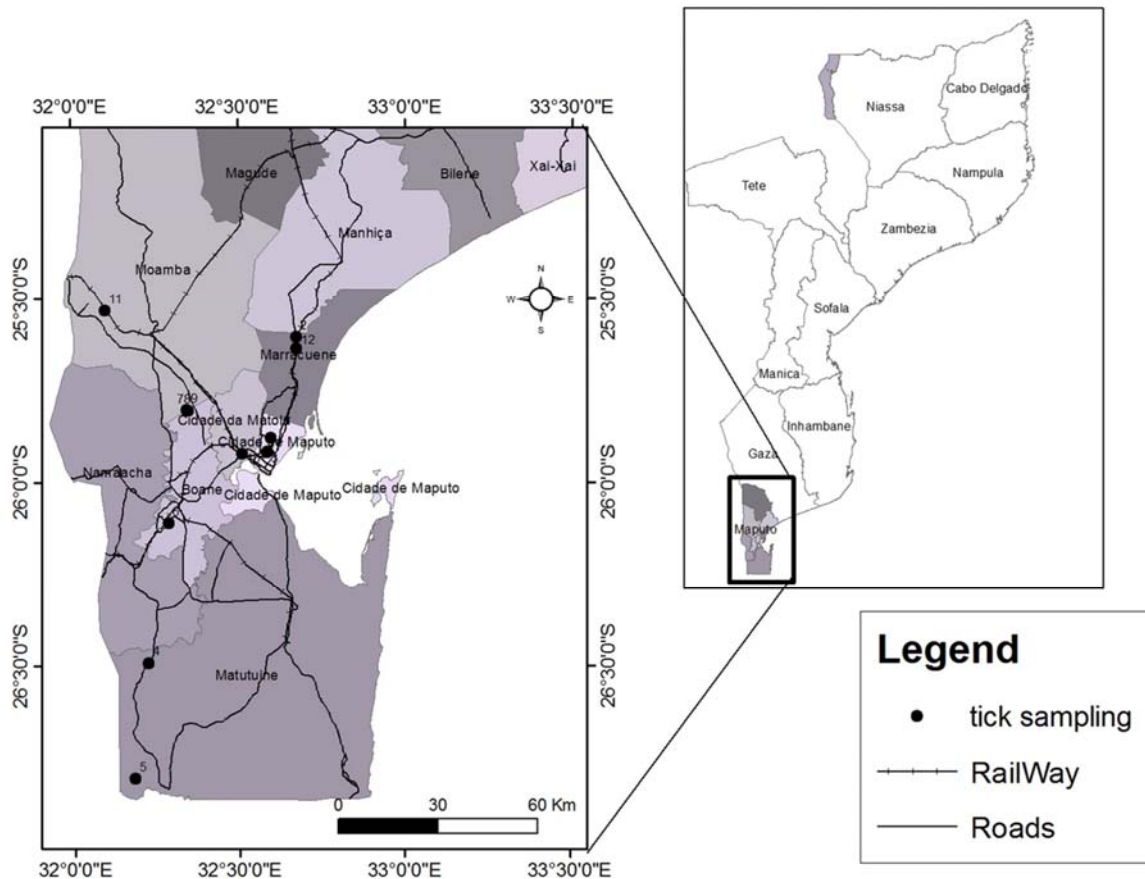 32°0'0"E
32°30'0"E
33°0'0"E
33°30'0"E
Magude
Bilene
Xai-Xai
Manhiça
Moamba
N
W
E
S
11
2
12
Marracuene
789
Cidade da Matola
Cidade de Maputo
Namaacha
Boane
Cidade de Maputo
Cidade de Maputo
4
Matutuine
5
0
30
60 Km
25°30'0"S
26°0'0"S
26°30'0"S
25°30'0"S
26°0'0"S
26°30'0"S
32°0'0"E
32°30'0"E
33°0'0"E
33°30'0"E
Cabo Delgado
Niassa
Nampula
Tete
Zambezia
Sofala
Manica
Inhambane
Gaza
Maputo
Legend
tick sampling
RailWay
Roads